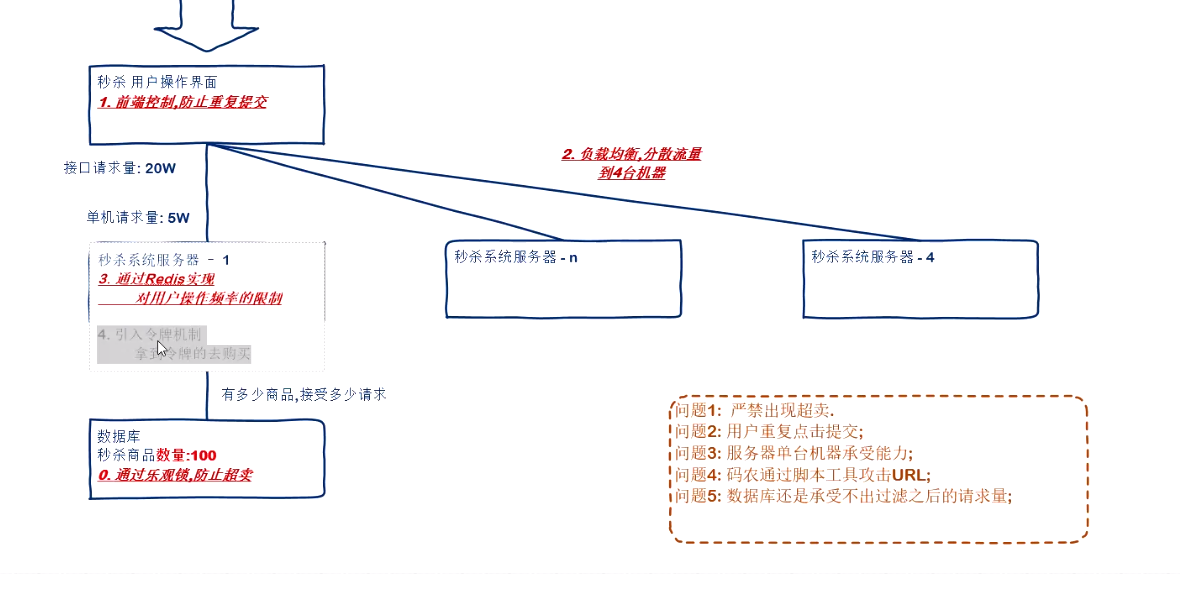 秒杀 用户操作界面
1. 前端控制,防止重复提交
接口请求量: 20W
2. 负载均衡,分散流量
到4台机器
单机请求量: 5W
秒杀系统服务器 - 1
3. 通过Redis实现
对用户操作频率的限制
4. 引入令牌机制
拿到令牌的去购买
秒杀系统服务器 - n
秒杀系统服务器 - 4
有多少商品,接受多少请求
数据库
秒杀商品数量:100
0. 通过乐观锁,防止超卖
问题1: 严禁出现超卖.
问题2: 用户重复点击提交;
问题3: 服务器单台机器承受能力;
问题4: 码农通过脚本工具攻击URL;
问题5: 数据库还是承受不出过滤之后的请求量;